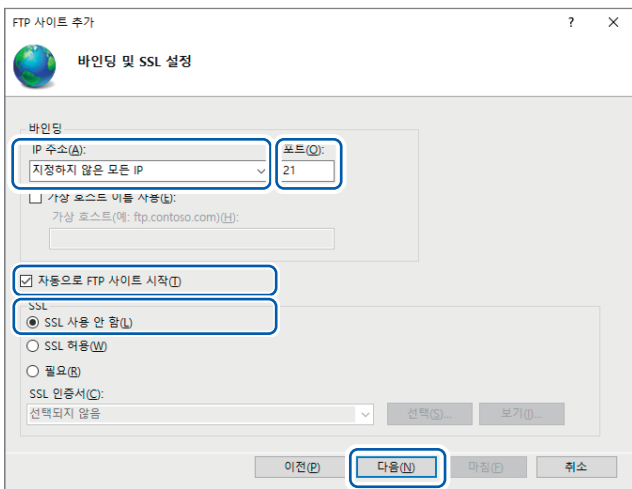 FTP 사이트 추가
바인딩 및 SSL 설정
바인딩
IP 주소(A): 포트(O):
지정하지 않은 모든 IP 21
가상 호스트 이름 사용(E):
가상 호스트(예: ftp.contoso.com)(H):
자동으로 FTP 사이트 시작(T)
SSL
SSL 사용 안 함(L)
SSL 허용(W)
필요(R)
SSL 인증서(C):
선택되지 않음 선택(S)... 보기(I)...
이전(P) 다음(N) 마침(F) 취소